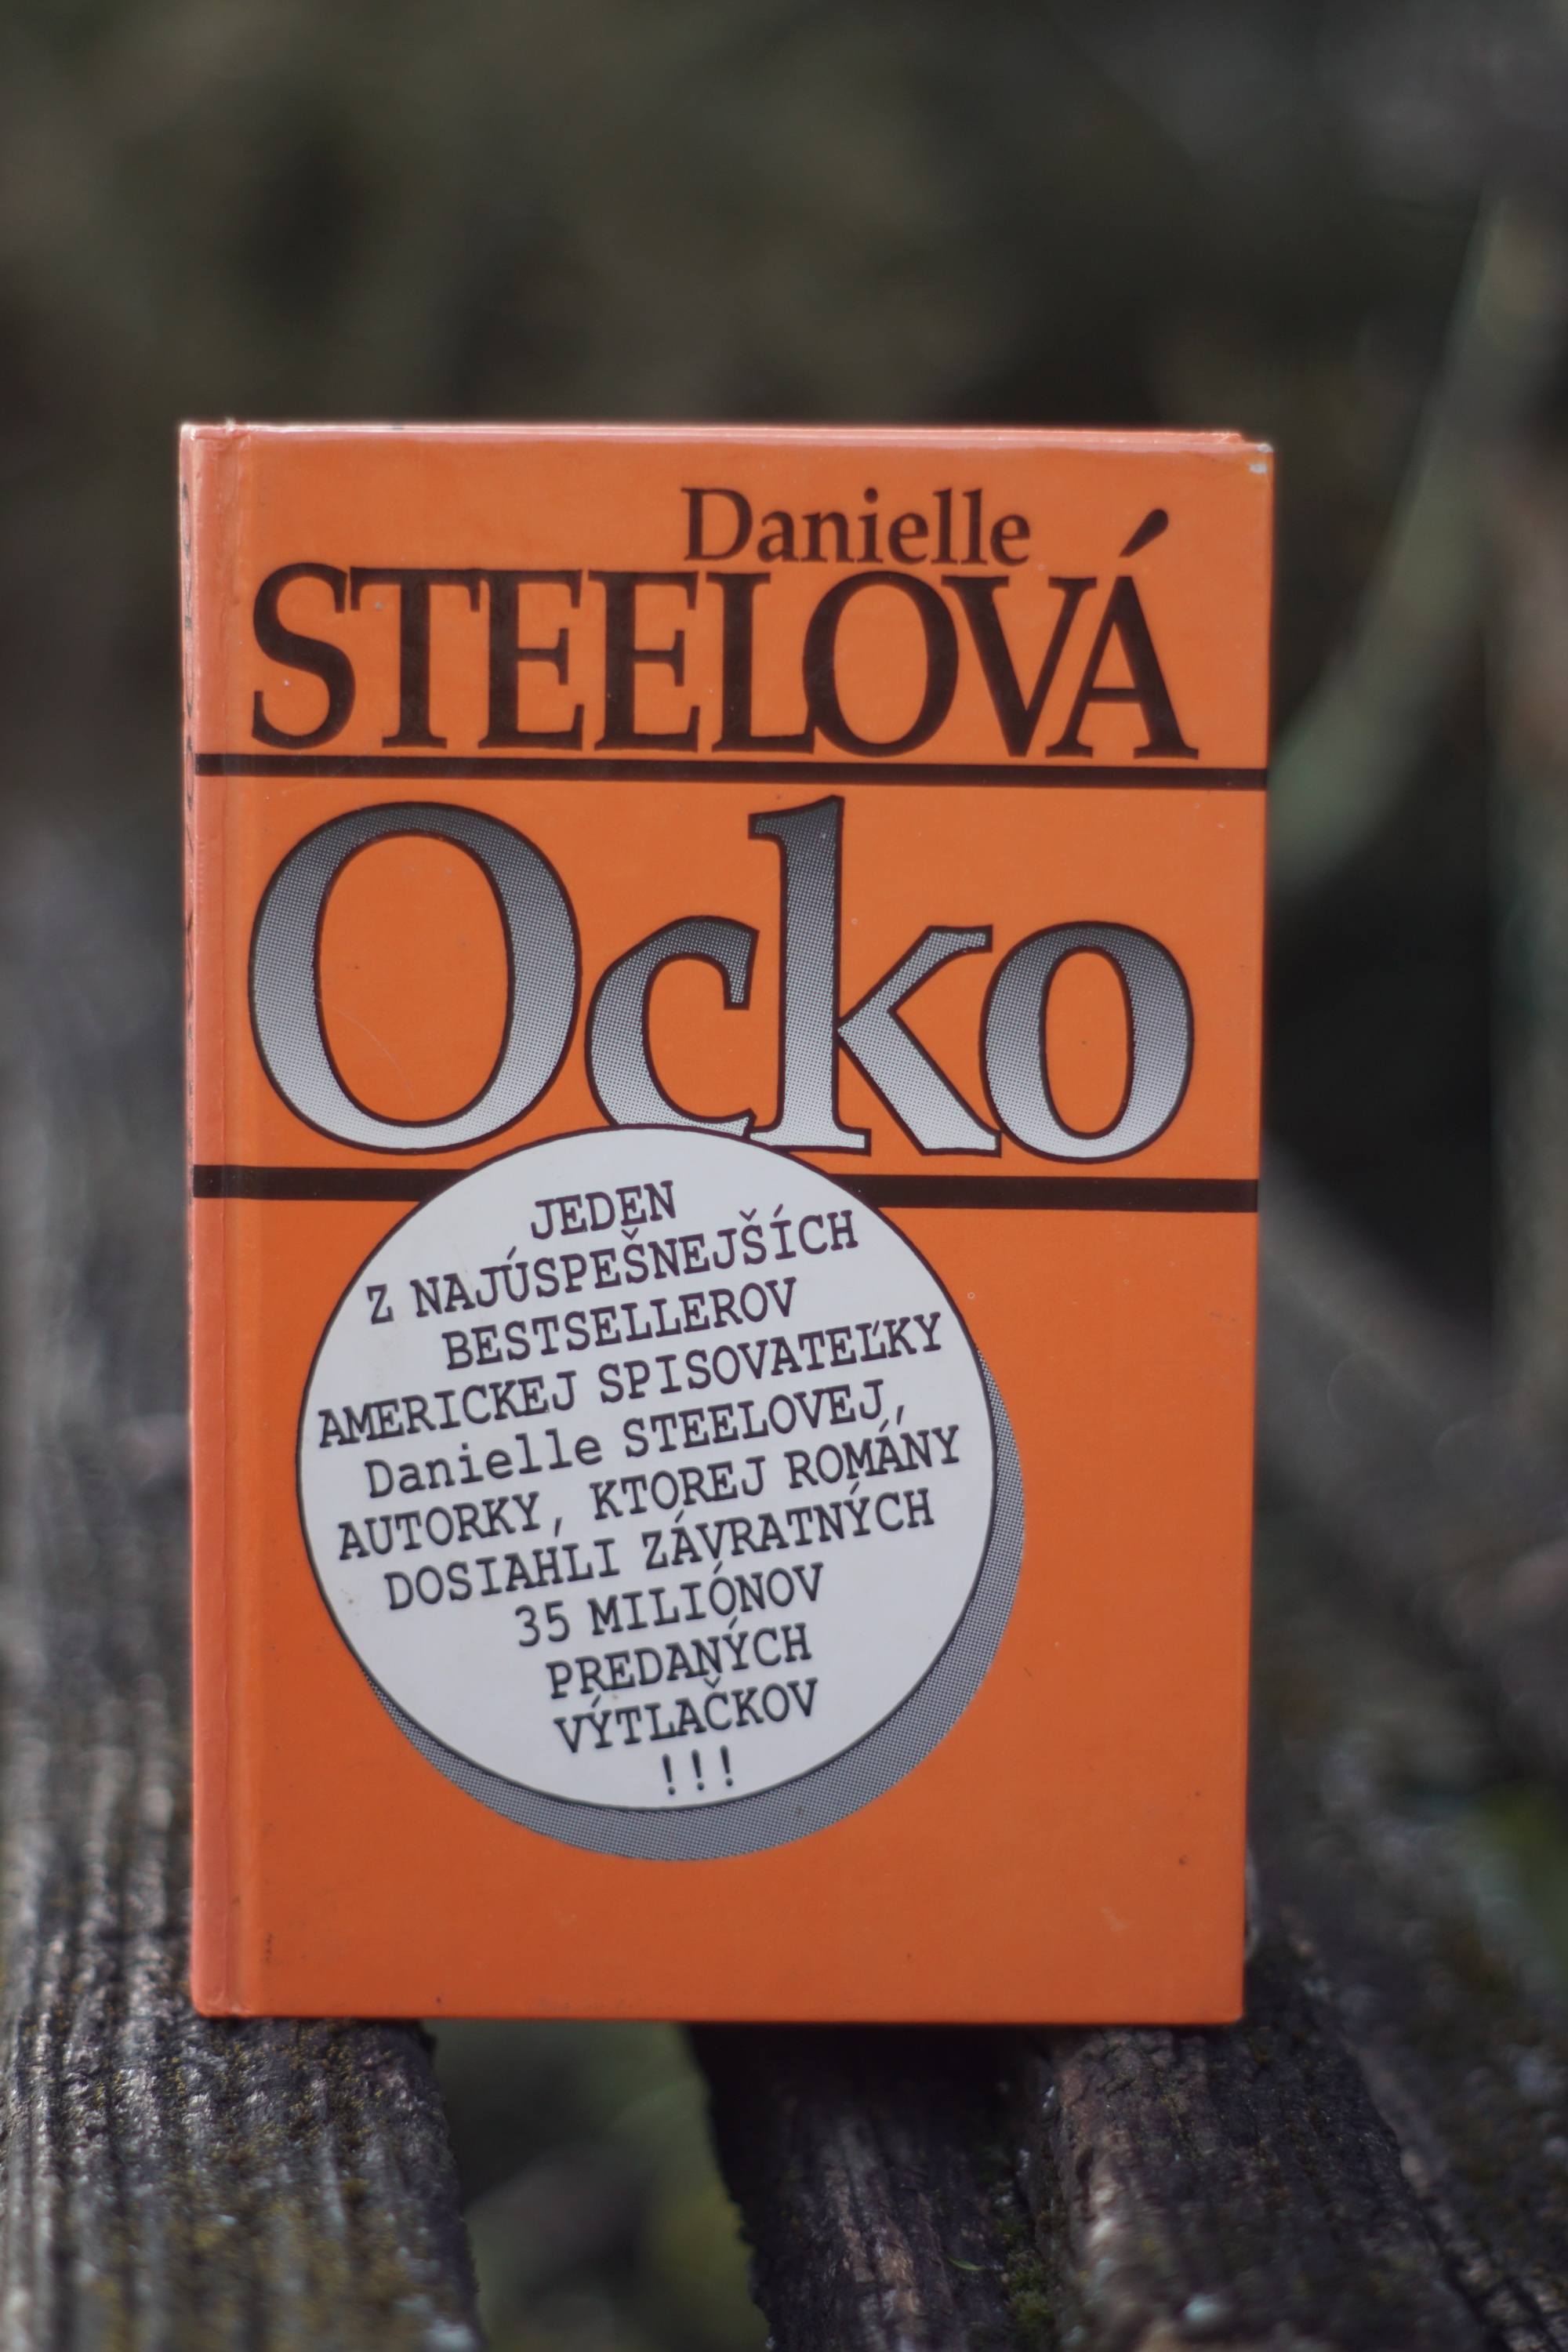 Danielle
STEELOVÁ
Ocko
JEDEN
Z NAJÚSPEŠNEJŠÍCH
BESTSELLEROV
AMERICKEJ SPISOVATEĽKY
Danielle STEELOVEJ,
AUTORKY, KTOREJ ROMÁNY
DOSIAHLI ZÁVRATNÝCH
35 MILIÓNOV
PREDANÝCH
VÝTLAČKOV
!!!